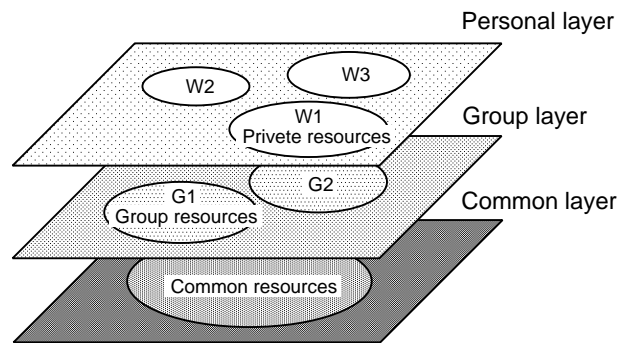 Personal layer
W2
W3
W1
Privete resources
Group layer
G1
Group resources
G2
Common layer
Common resources